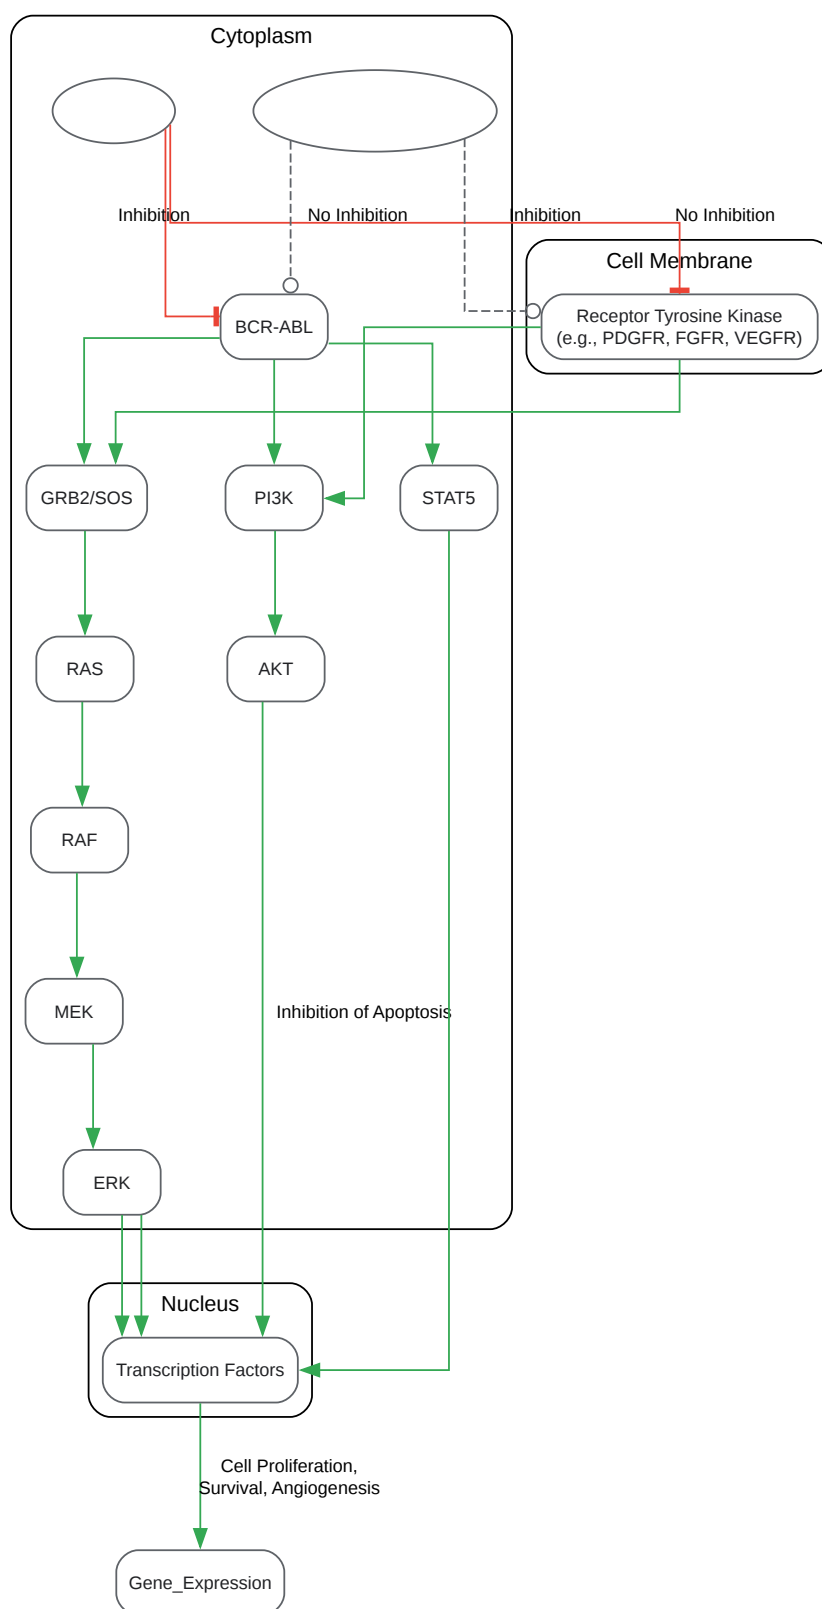 Cytoplasm
Inhibition
No Inhibition
Inhibition
No Inhibition
Cell Membrane
BCR-ABL
Receptor Tyrosine Kinase
(e.g., PDGFR, FGFR, VEGFR)
GRB2/SOS
PI3K
STAT5
RAS
AKT
RAF
MEK
Inhibition of Apoptosis
ERK
Nucleus
Transcription Factors
Cell Proliferation,
Survival, Angiogenesis
Gene_Expression